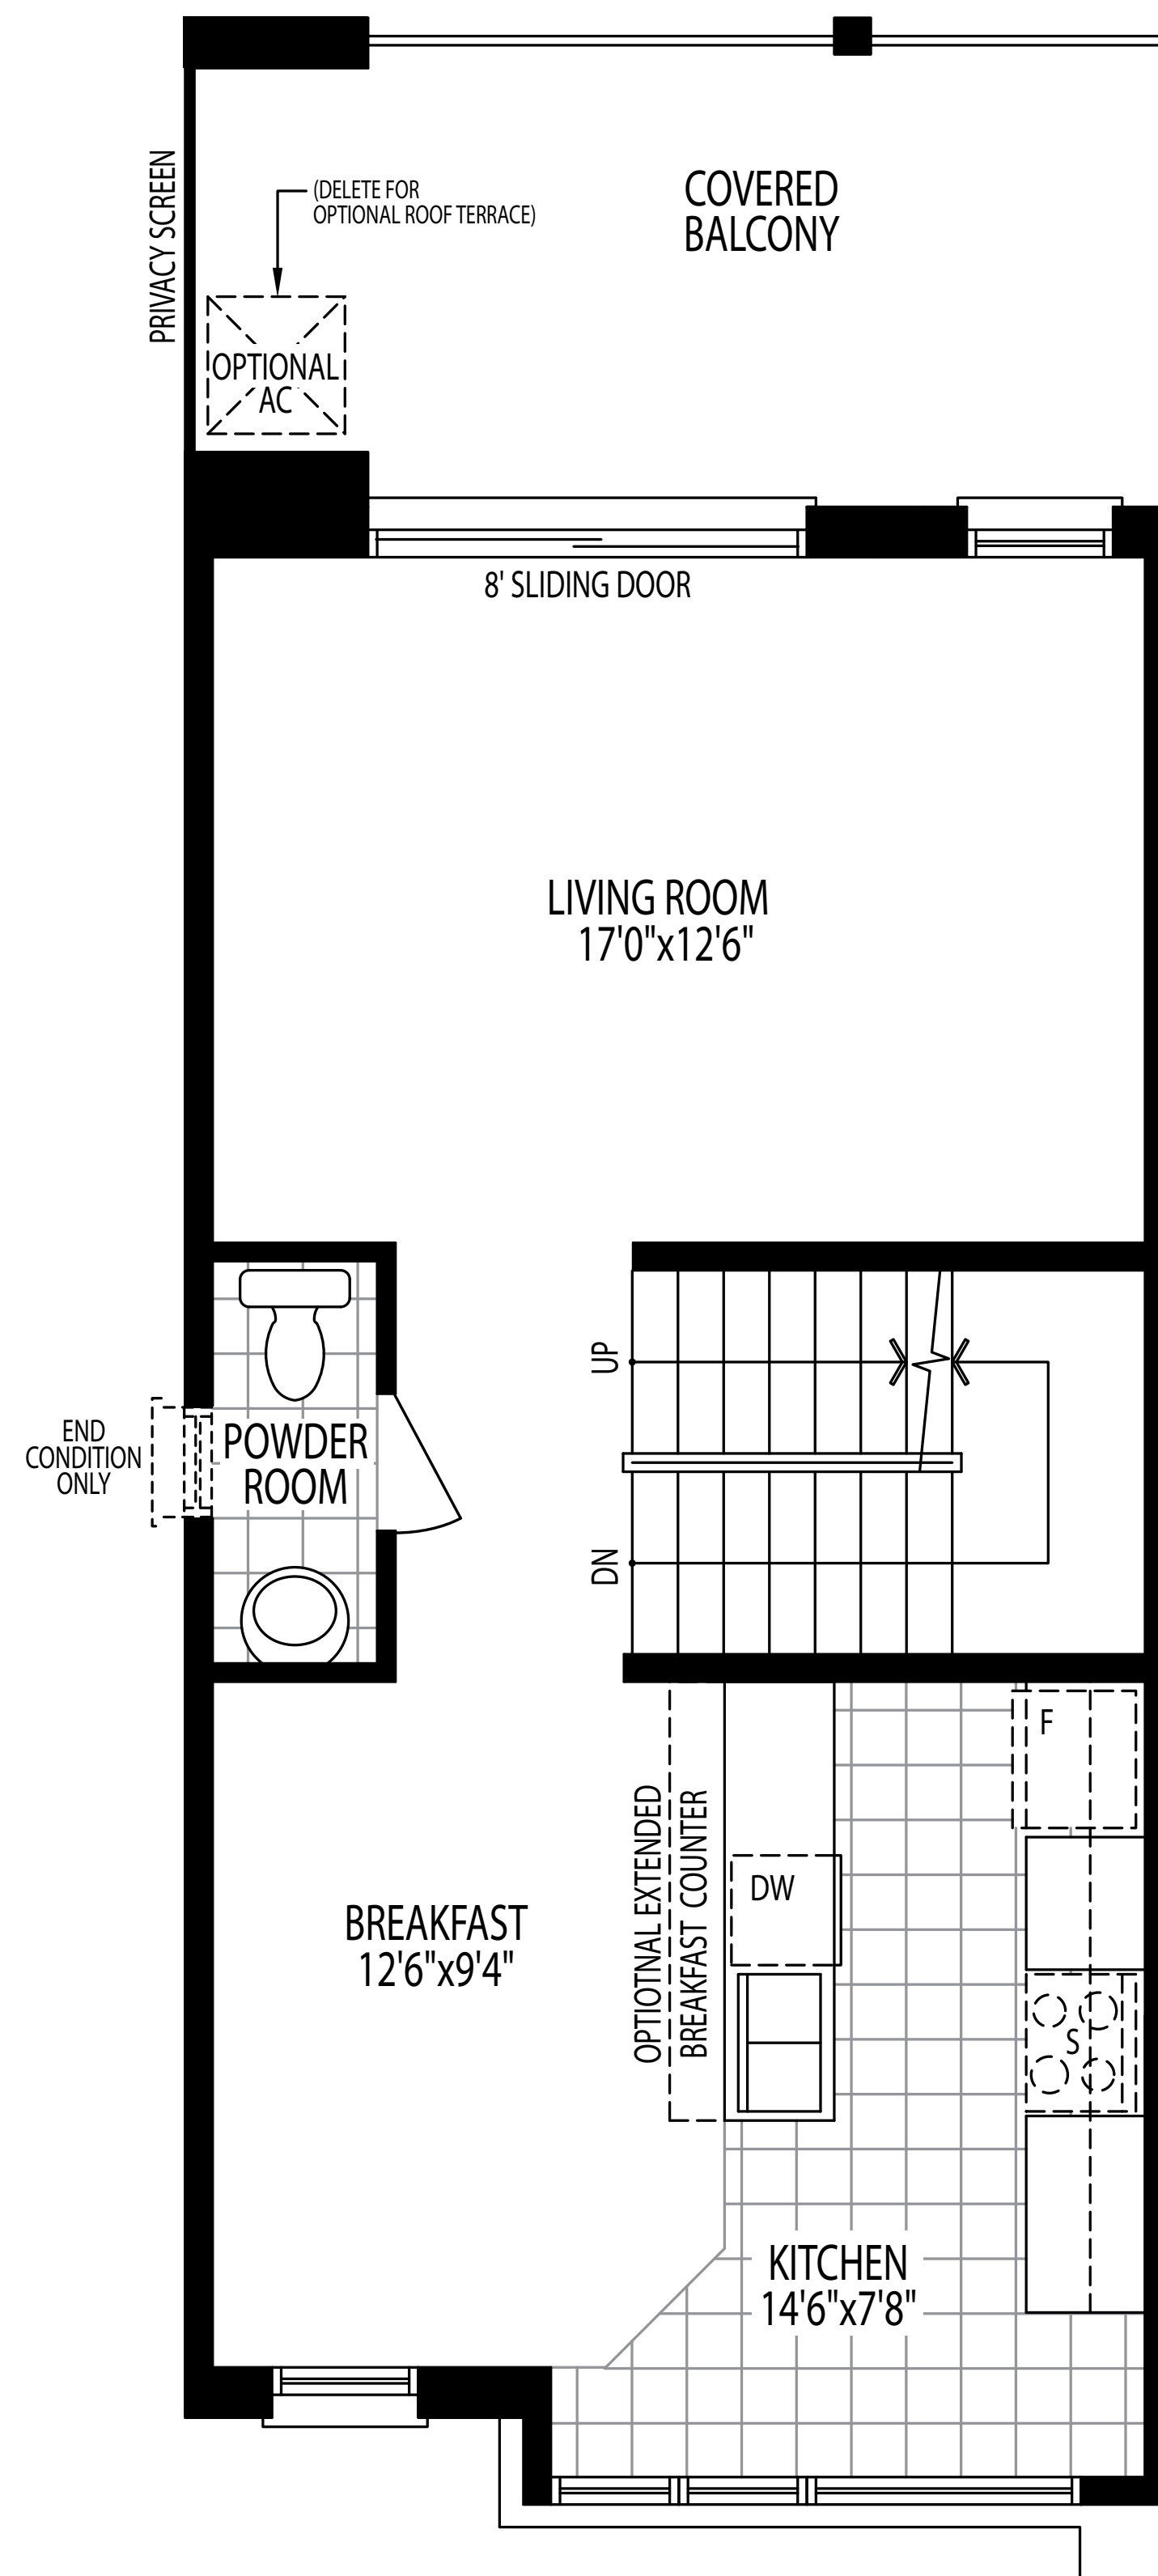 PRIVACY SCREEN
(DELETE FOR
OPTIONAL ROOF TERRACE)
COVERED
BALCONY
OPTIONAL
AC
8' SLIDING DOOR
LIVING ROOM
17'0"x12'6"
UP
END
CONDITION
ONLY
POWDER
ROOM
DN
F
OPTIOTNAL EXTENDED
BREAKFAST COUNTER
DW
BREAKFAST
12'6"x9'4"
S
KITCHEN
14'6"x7'8"